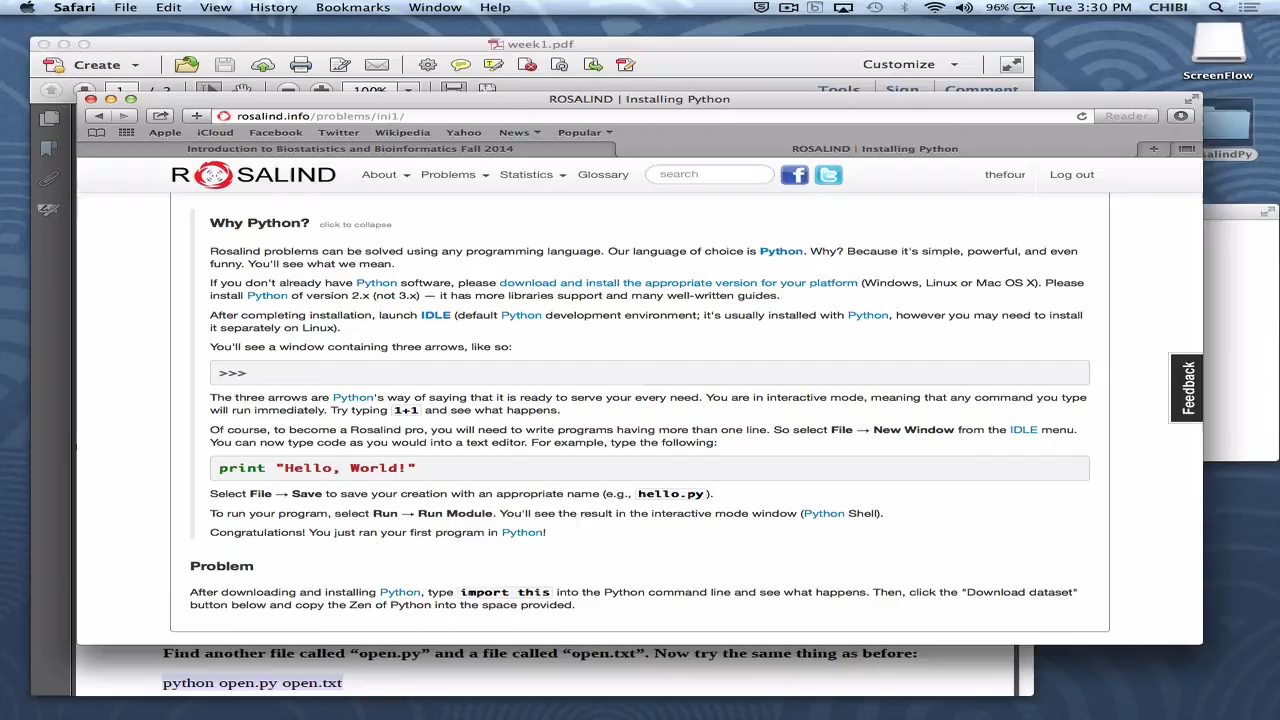 Safari File Edit View History Bookmarks Window Help 96% Tue 3:30 PM CHIBI
week1.pdf
Create Customize
1 / 2 100% Tools Sign Comment
ScreenFlow
ROSALIND | Installing Python
rosalind.info/problems/ini1/ Reader
Apple iCloud Facebook Twitter Wikipedia Yahoo News Popular
Introduction to Biostatistics and Bioinformatics Fall 2014 ROSALIND | Installing Python
salindPy
ROSALIND About Problems Statistics Glossary search thefour Log out
Why Python? click to collapse
Rosalind problems can be solved using any programming language. Our language of choice is Python. Why? Because it's simple, powerful, and even
funny. You'll see what we mean.
If you don't already have Python software, please download and install the appropriate version for your platform (Windows, Linux or Mac OS X). Please
install Python of version 2.x (not 3.x) — it has more libraries support and many well-written guides.
After completing installation, launch IDLE (default Python development environment; it's usually installed with Python, however you may need to install
it separately on Linux).
You'll see a window containing three arrows, like so:
>>>
The three arrows are Python's way of saying that it is ready to serve your every need. You are in interactive mode, meaning that any command you type
will run immediately. Try typing 1+1 and see what happens.
Feedback
Of course, to become a Rosalind pro, you will need to write programs having more than one line. So select File → New Window from the IDLE menu.
You can now type code as you would into a text editor. For example, type the following:
print "Hello, World!"
Select File → Save to save your creation with an appropriate name (e.g., hello.py).
To run your program, select Run → Run Module. You'll see the result in the interactive mode window (Python Shell).
Congratulations! You just ran your first program in Python!
Problem
After downloading and installing Python, type import this into the Python command line and see what happens. Then, click the "Download dataset"
button below and copy the Zen of Python into the space provided.
Find another file called “open.py” and a file called “open.txt”. Now try the same thing as before:
python open.py open.txt